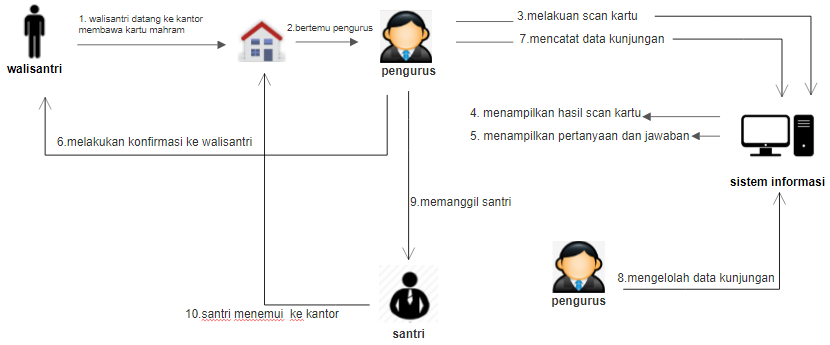 1. walisantri datang ke kantor
membawa kartu mahram
walisantri
2.bertemu pengurus
pengurus
3.melakuan scan kartu
7.mencatat data kunjungan
4. menampilkan hasil scan kartu
5. menampilkan pertanyaan dan jawaban
sistem informasi
6.melakukan konfirmasi ke walisantri
9.memanggil santri
pengurus
8.mengelolah data kunjungan
10.santri menemui ke kantor
santri